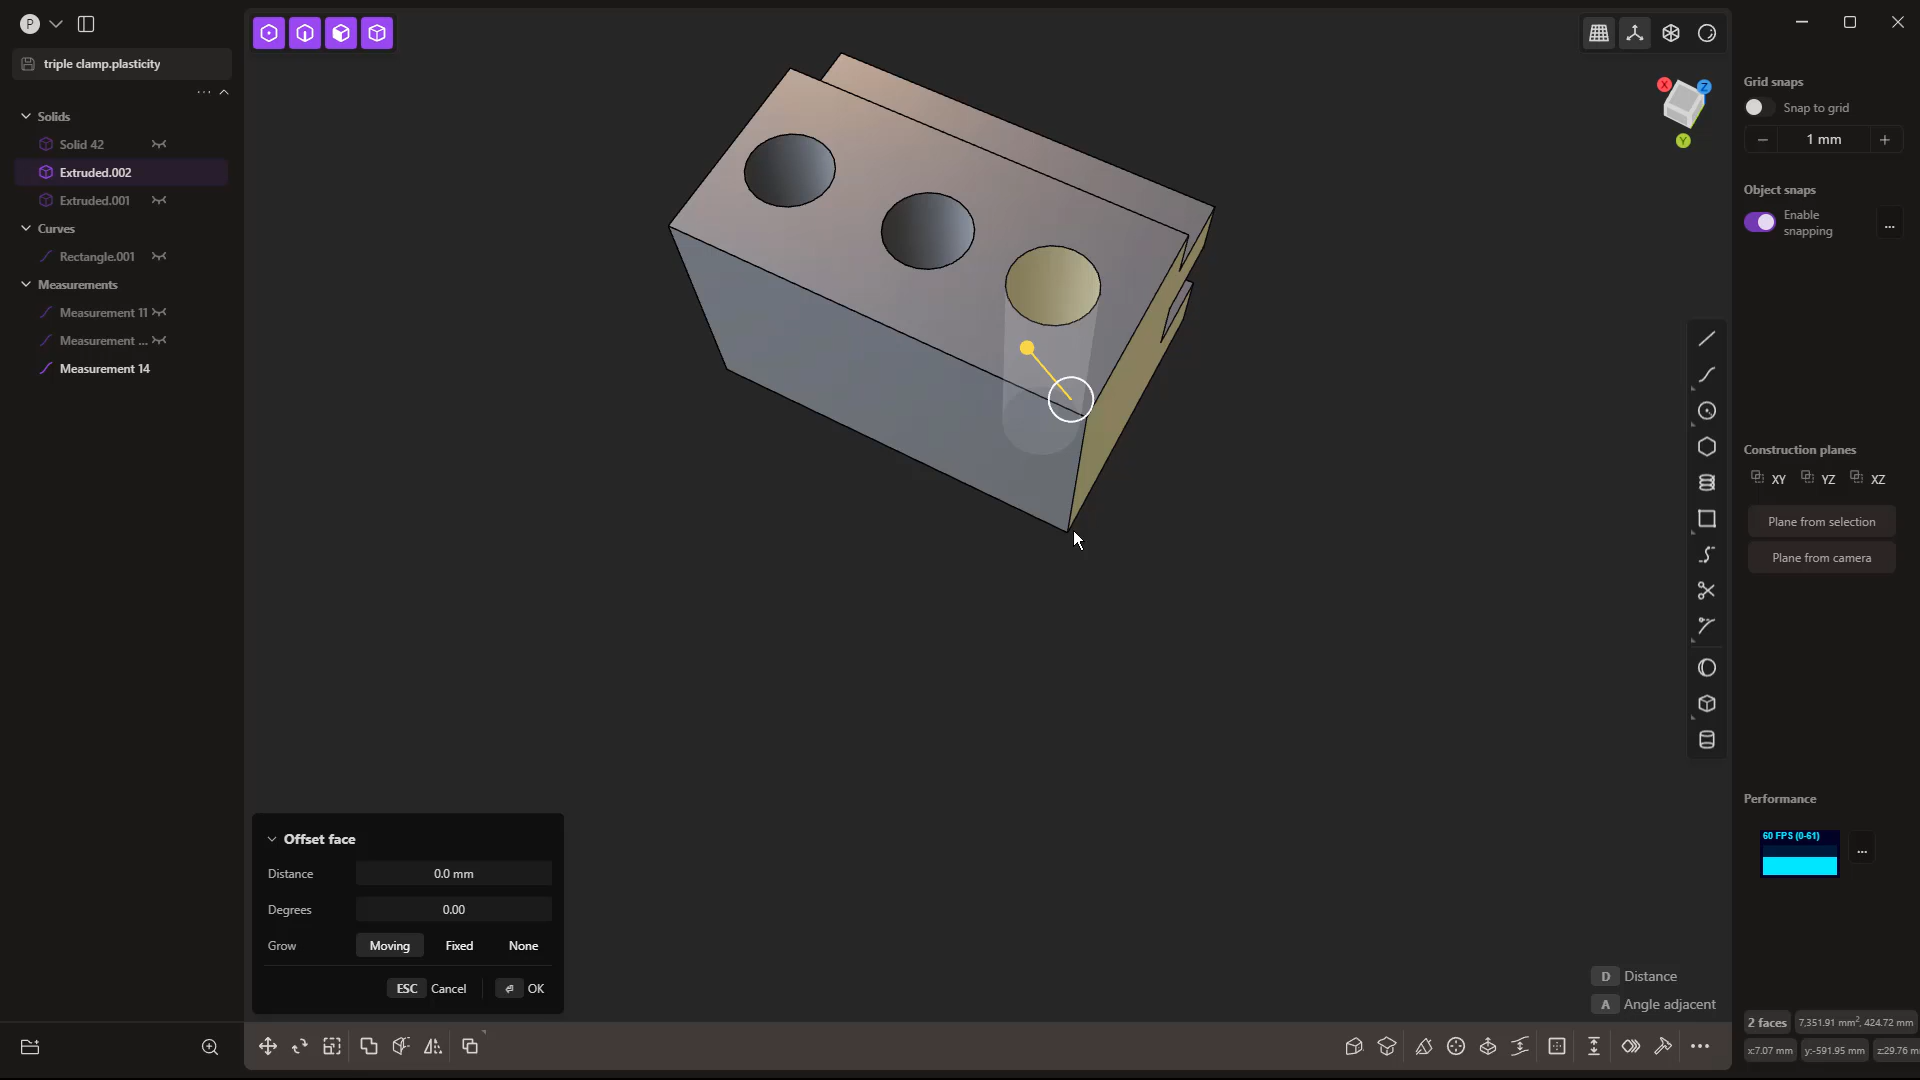 P
triple clamp.plasticity
Solids
Solid 42
Extruded.002
Extruded.001
Curves
Rectangle.001
Measurements
Measurement 11
Measurement ...
Measurement 14
X
Z
Y
Grid snaps
Snap to grid
1 mm
Object snaps
Enable
snapping
Construction planes
XY YZ XZ
Plane from selection
Plane from camera
Performance
60 FPS (0-61)
Offset face
Distance 0.0 mm
Degrees 0.00
Grow Moving Fixed None
ESC Cancel OK
D Distance
A Angle adjacent
2 faces 7,351.91 mm², 424.72 mm
x:7.07 mm y:-591.95 mm z:29.76 m